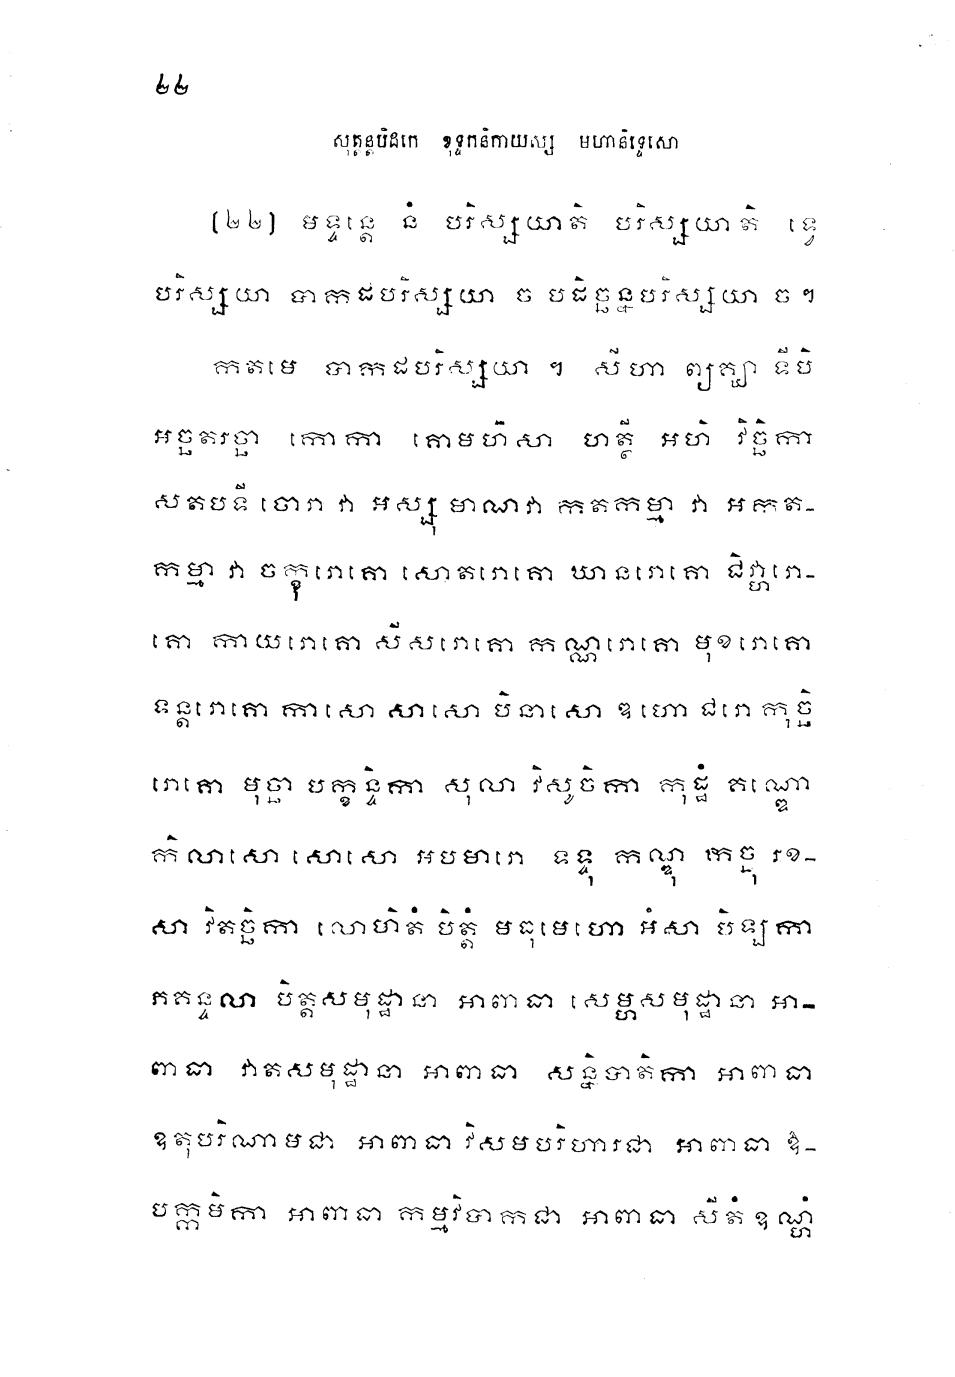 ២២
សុត្តន្តបិដកេ ខុទ្ទកនិកាយស្ស មហានិទ្ទេសោ
(២២) មទ្ទន្តេ នំ បរិស្សយាតិ បរិស្សយាតិ ទ្វេ
បរិស្សយា បាកដបរិស្សយា ច បដិច្ឆន្នបរិស្សយា ច ។
កតមេ បាកដបរិស្សយា ។ សីហា ព្យគ្ឃា ទីបិ
អច្ឆតរច្ឆា កោកា គោមហឹសា ហត្ថី អហិ វិច្ឆិកា
សតបទី ចោរា វា អស្សុ មាណវា កតកម្មា វា អកត-
កម្មា វា ចក្ខុរោគោ សោតរោគោ ឃានរោគោ ជិវ្ហារោ-
គោ កាយរោគោ សីសរោគោ កណ្ណរោគោ មុខរោគោ
ទន្តរោគោ កាសោ សាសោ បិនាសោ ឌហោ ជរោ កុច្ឆិ
រោគោ មុច្ឆា បក្ខន្ទិកា សុលា វិសូចិកា កុដ្ឋំ គណ្ឌោ
កិលាសោ សោសោ អបមារោ ទទ្ទុ កណ្ឌុ កច្ឆុ រខ-
សា វិតច្ឆិកា លោហិតំ បិត្តំ មធុមេហោ អំសា បិឡកា
ភគន្ទលា បិត្តសមុដ្ឋានា អាពាធា សេម្ហសមុដ្ឋានា អា-
ពាធា វាតសមុដ្ឋានា អាពាធា សន្និបាតិកា អាពាធា
ឧតុបរិណាមជា អាពាធា វិសមបរិហារជា អាពាធា ឱ-
បក្កមិកា អាពាធា កម្មវិបាកជា អាពាធា សីតំ ឧណ្ហំ